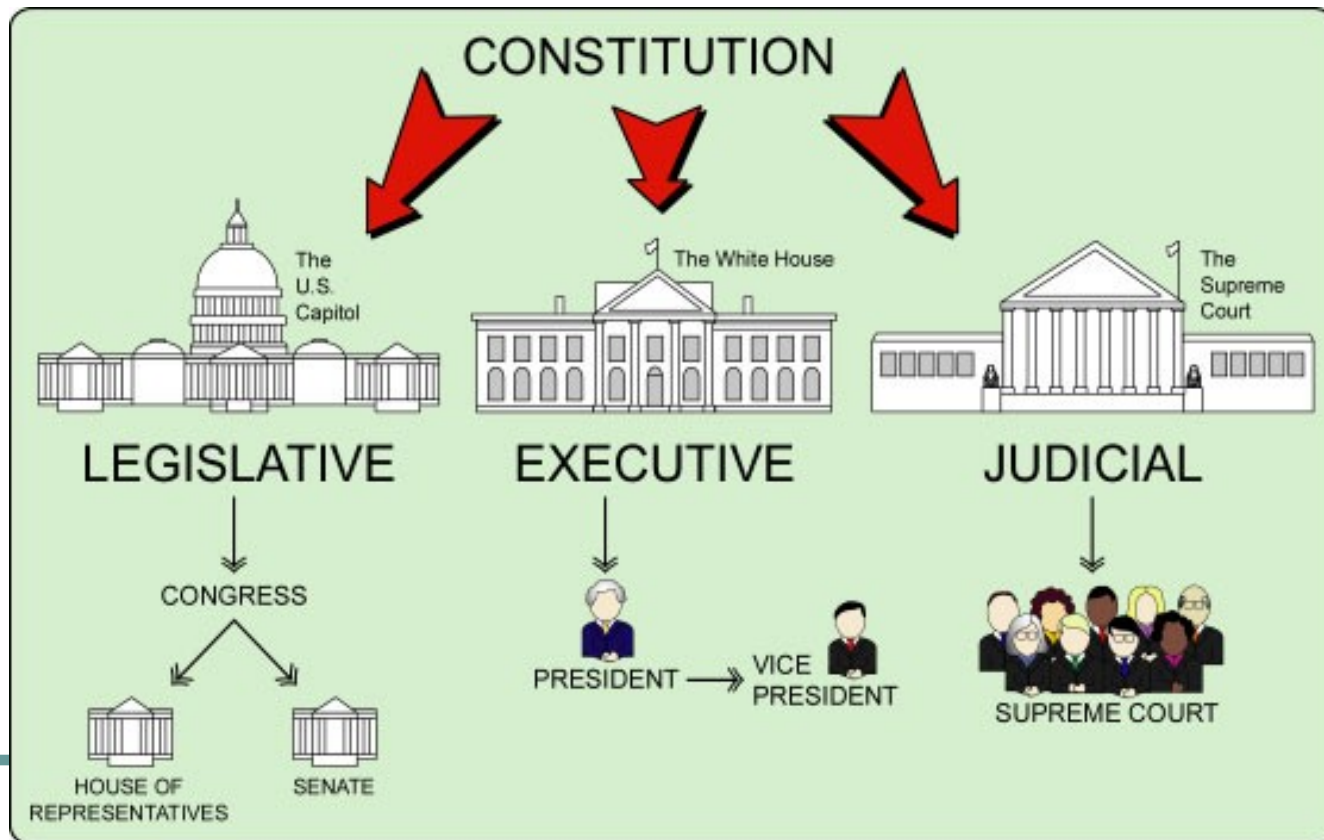 CONSTITUTION
The
U.S.
Capitol
The White House
The
Supreme
Court
LEGISLATIVE
EXECUTIVE
JUDICIAL
CONGRESS
HOUSE OF
REPRESENTATIVES
SENATE
PRESIDENT
VICE
PRESIDENT
SUPREME COURT